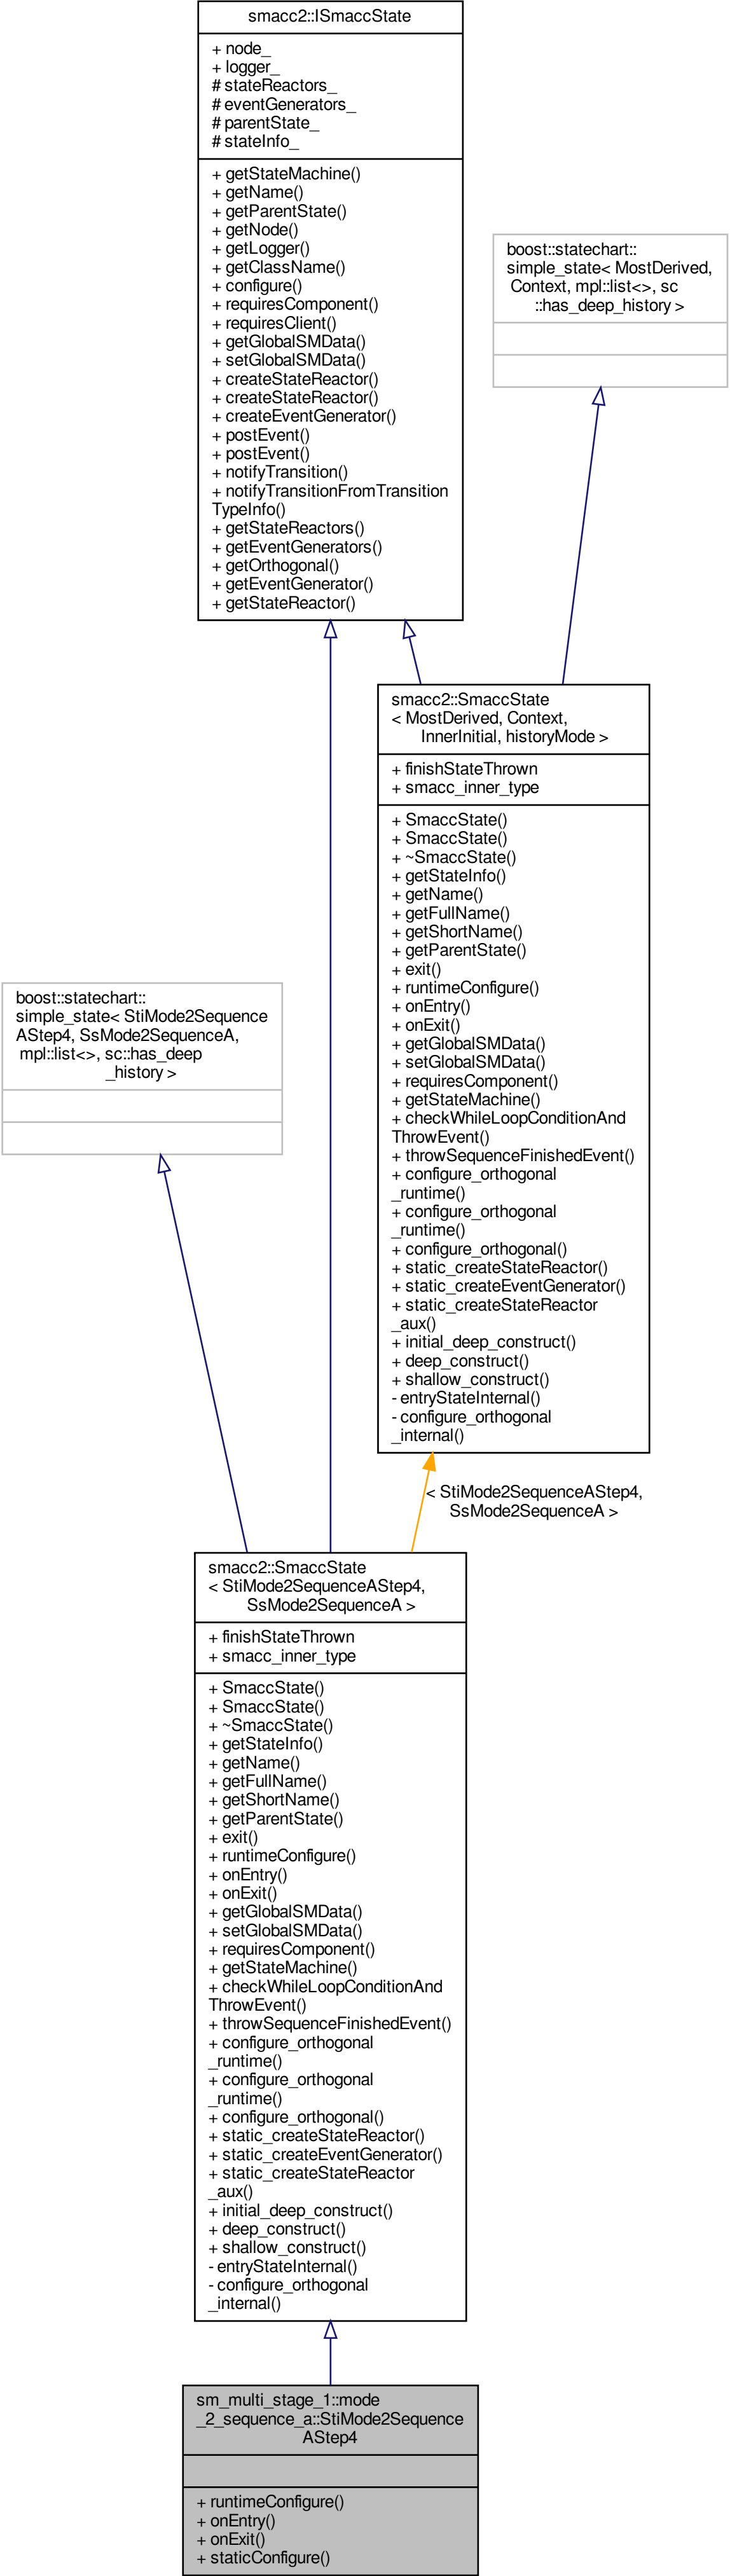 smacc2::ISmaccState
+ node_
+ logger_
# stateReactors_
# eventGenerators_
# parentState_
# stateInfo_
+ getStateMachine()
+ getName()
+ getParentState()
+ getNode()
+ getLogger()
+ getClassName()
+ configure()
+ requiresComponent()
+ requiresClient()
+ getGlobalSMData()
+ setGlobalSMData()
+ createStateReactor()
+ createStateReactor()
+ createEventGenerator()
+ postEvent()
+ postEvent()
+ notifyTransition()
+ notifyTransitionFromTransition
TypeInfo()
+ getStateReactors()
+ getEventGenerators()
+ getOrthogonal()
+ getEventGenerator()
+ getStateReactor()
boost::statechart::
simple_state< MostDerived,
Context, mpl::list<>, sc
::has_deep_history >
smacc2::SmaccState
< MostDerived, Context,
InnerInitial, historyMode >
+ finishStateThrown
+ smacc_inner_type
+ SmaccState()
+ SmaccState()
+ ~SmaccState()
+ getStateInfo()
+ getName()
+ getFullName()
+ getShortName()
+ getParentState()
+ exit()
+ runtimeConfigure()
+ onEntry()
+ onExit()
+ getGlobalSMData()
+ setGlobalSMData()
+ requiresComponent()
+ getStateMachine()
+ checkWhileLoopConditionAnd
ThrowEvent()
+ throwSequenceFinishedEvent()
+ configure_orthogonal
_runtime()
+ configure_orthogonal
_runtime()
+ configure_orthogonal()
+ static_createStateReactor()
+ static_createEventGenerator()
+ static_createStateReactor
_aux()
+ initial_deep_construct()
+ deep_construct()
+ shallow_construct()
- entryStateInternal()
- configure_orthogonal
_internal()
boost::statechart::
simple_state< StiMode2Sequence
AStep4, SsMode2SequenceA,
mpl::list<>, sc::has_deep
_history >
< StiMode2SequenceAStep4,
SsMode2SequenceA >
smacc2::SmaccState
< StiMode2SequenceAStep4,
SsMode2SequenceA >
+ finishStateThrown
+ smacc_inner_type
+ SmaccState()
+ SmaccState()
+ ~SmaccState()
+ getStateInfo()
+ getName()
+ getFullName()
+ getShortName()
+ getParentState()
+ exit()
+ runtimeConfigure()
+ onEntry()
+ onExit()
+ getGlobalSMData()
+ setGlobalSMData()
+ requiresComponent()
+ getStateMachine()
+ checkWhileLoopConditionAnd
ThrowEvent()
+ throwSequenceFinishedEvent()
+ configure_orthogonal
_runtime()
+ configure_orthogonal
_runtime()
+ configure_orthogonal()
+ static_createStateReactor()
+ static_createEventGenerator()
+ static_createStateReactor
_aux()
+ initial_deep_construct()
+ deep_construct()
+ shallow_construct()
- entryStateInternal()
- configure_orthogonal
_internal()
sm_multi_stage_1::mode
_2_sequence_a::StiMode2Sequence
AStep4
+ runtimeConfigure()
+ onEntry()
+ onExit()
+ staticConfigure()